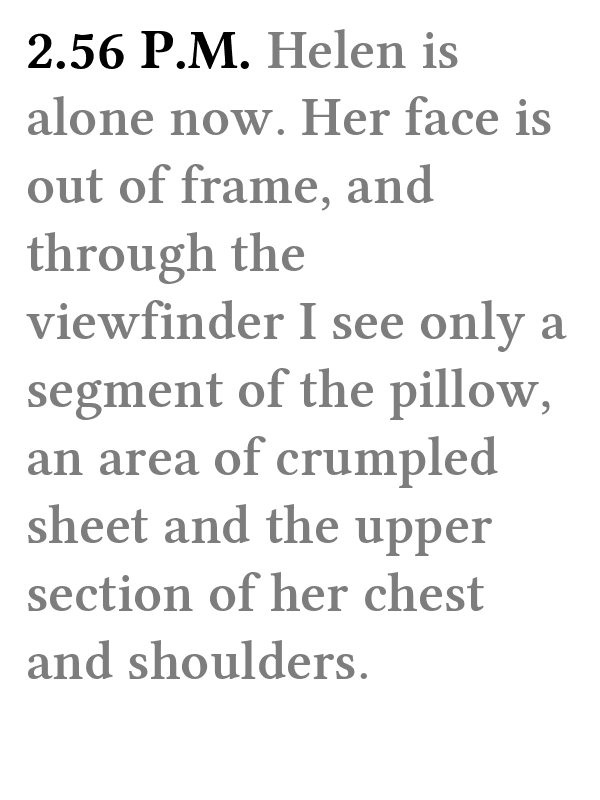 2.56 P.M. Helen is
alone now. Her face is
out of frame, and
through the
viewfinder I see only a
segment of the pillow,
an area of crumpled
sheet and the upper
section of her chest
and shoulders.